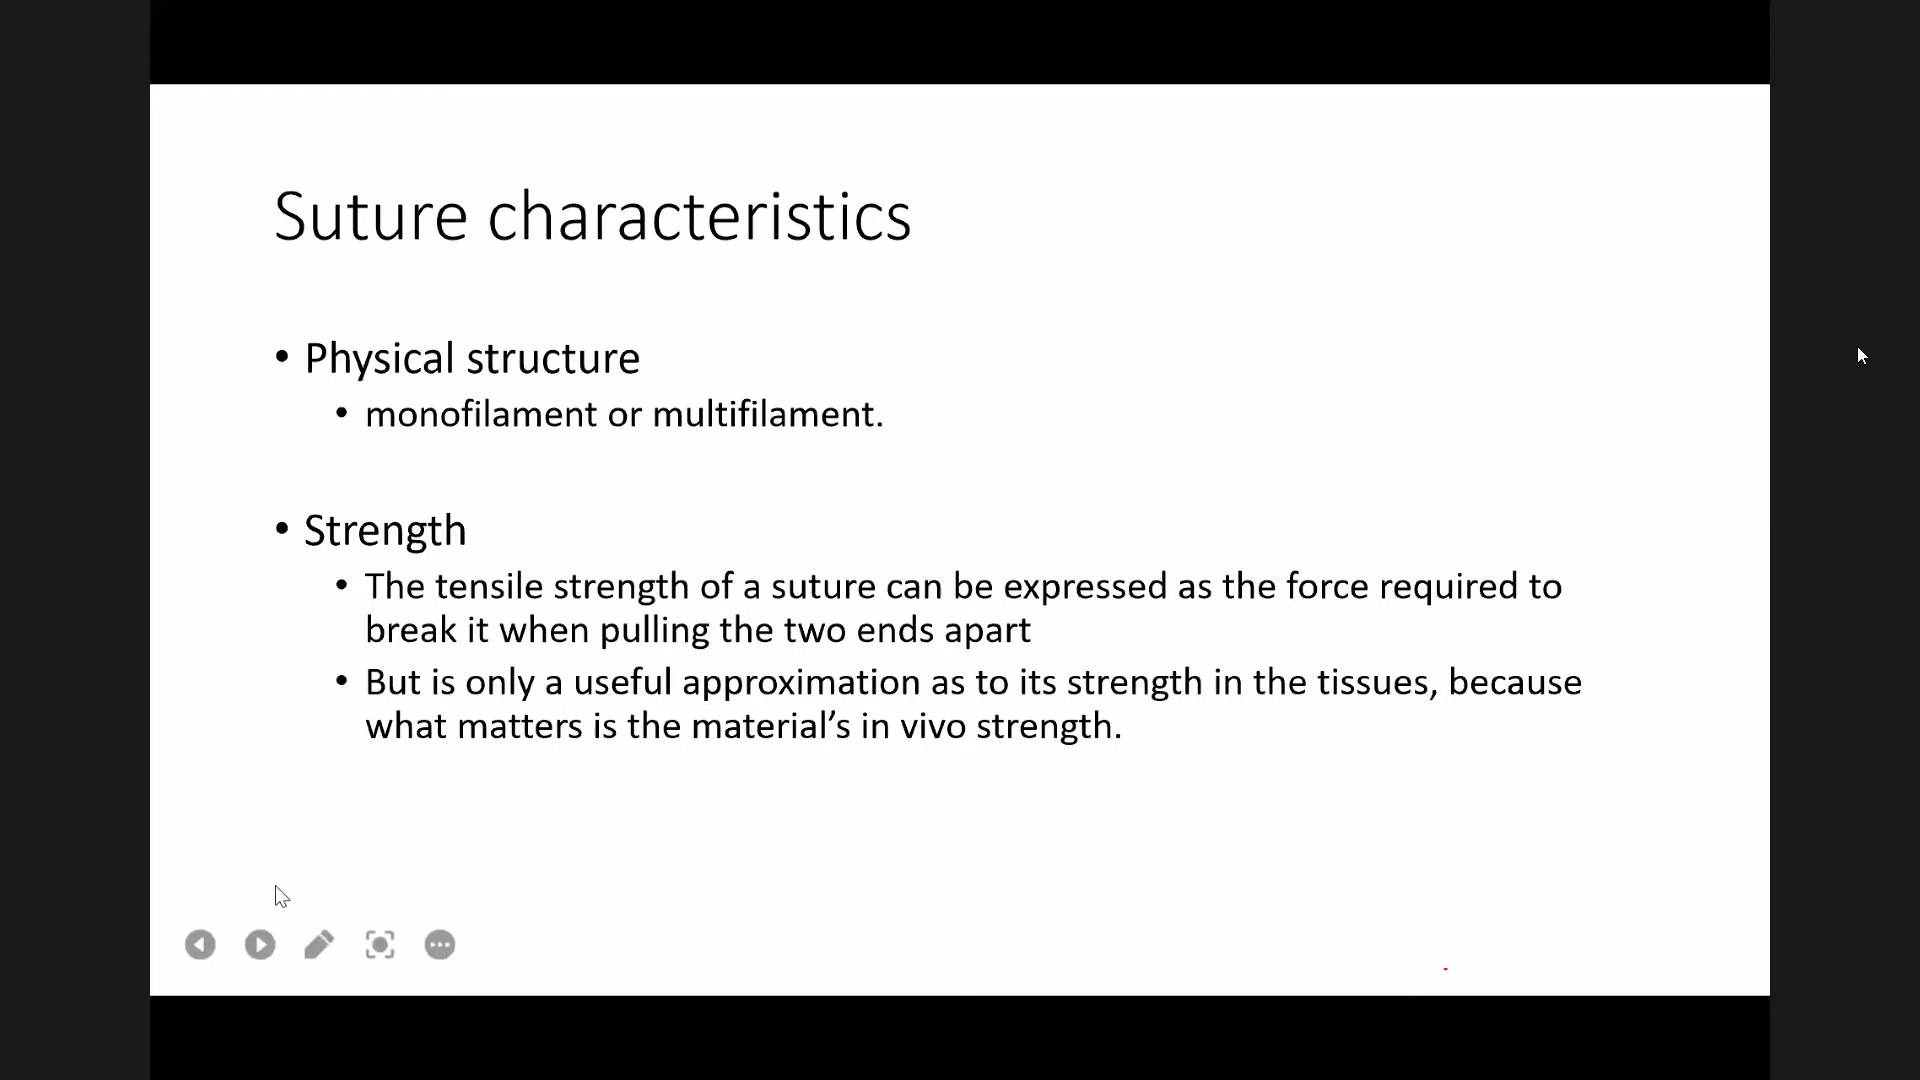 Suture characteristics
• Physical structure
• monofilament or multifilament.
• Strength
• The tensile strength of a suture can be expressed as the force required to
break it when pulling the two ends apart
• But is only a useful approximation as to its strength in the tissues, because
what matters is the material’s in vivo strength.